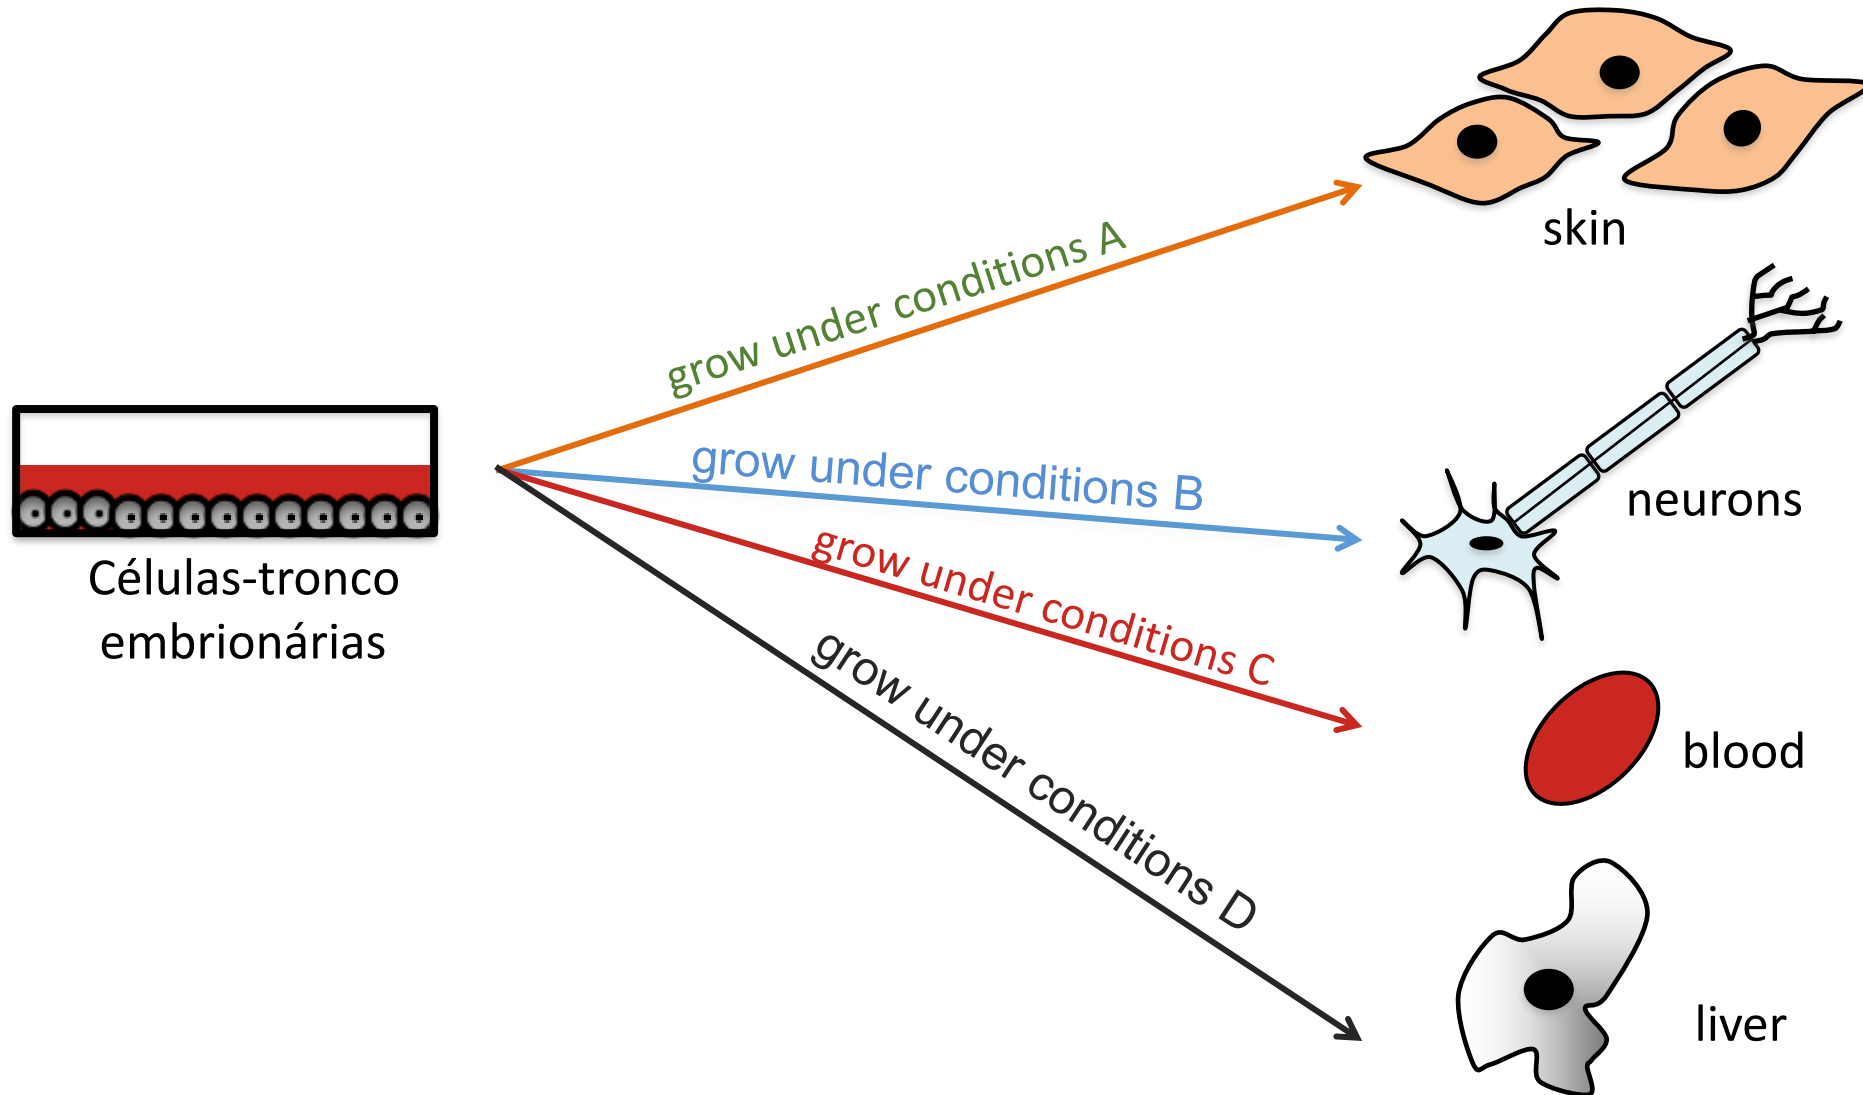 Células-tronco
embrionárias
grow under conditions A
grow under conditions B
grow under conditions C
grow under conditions D
skin
neurons
blood
liver